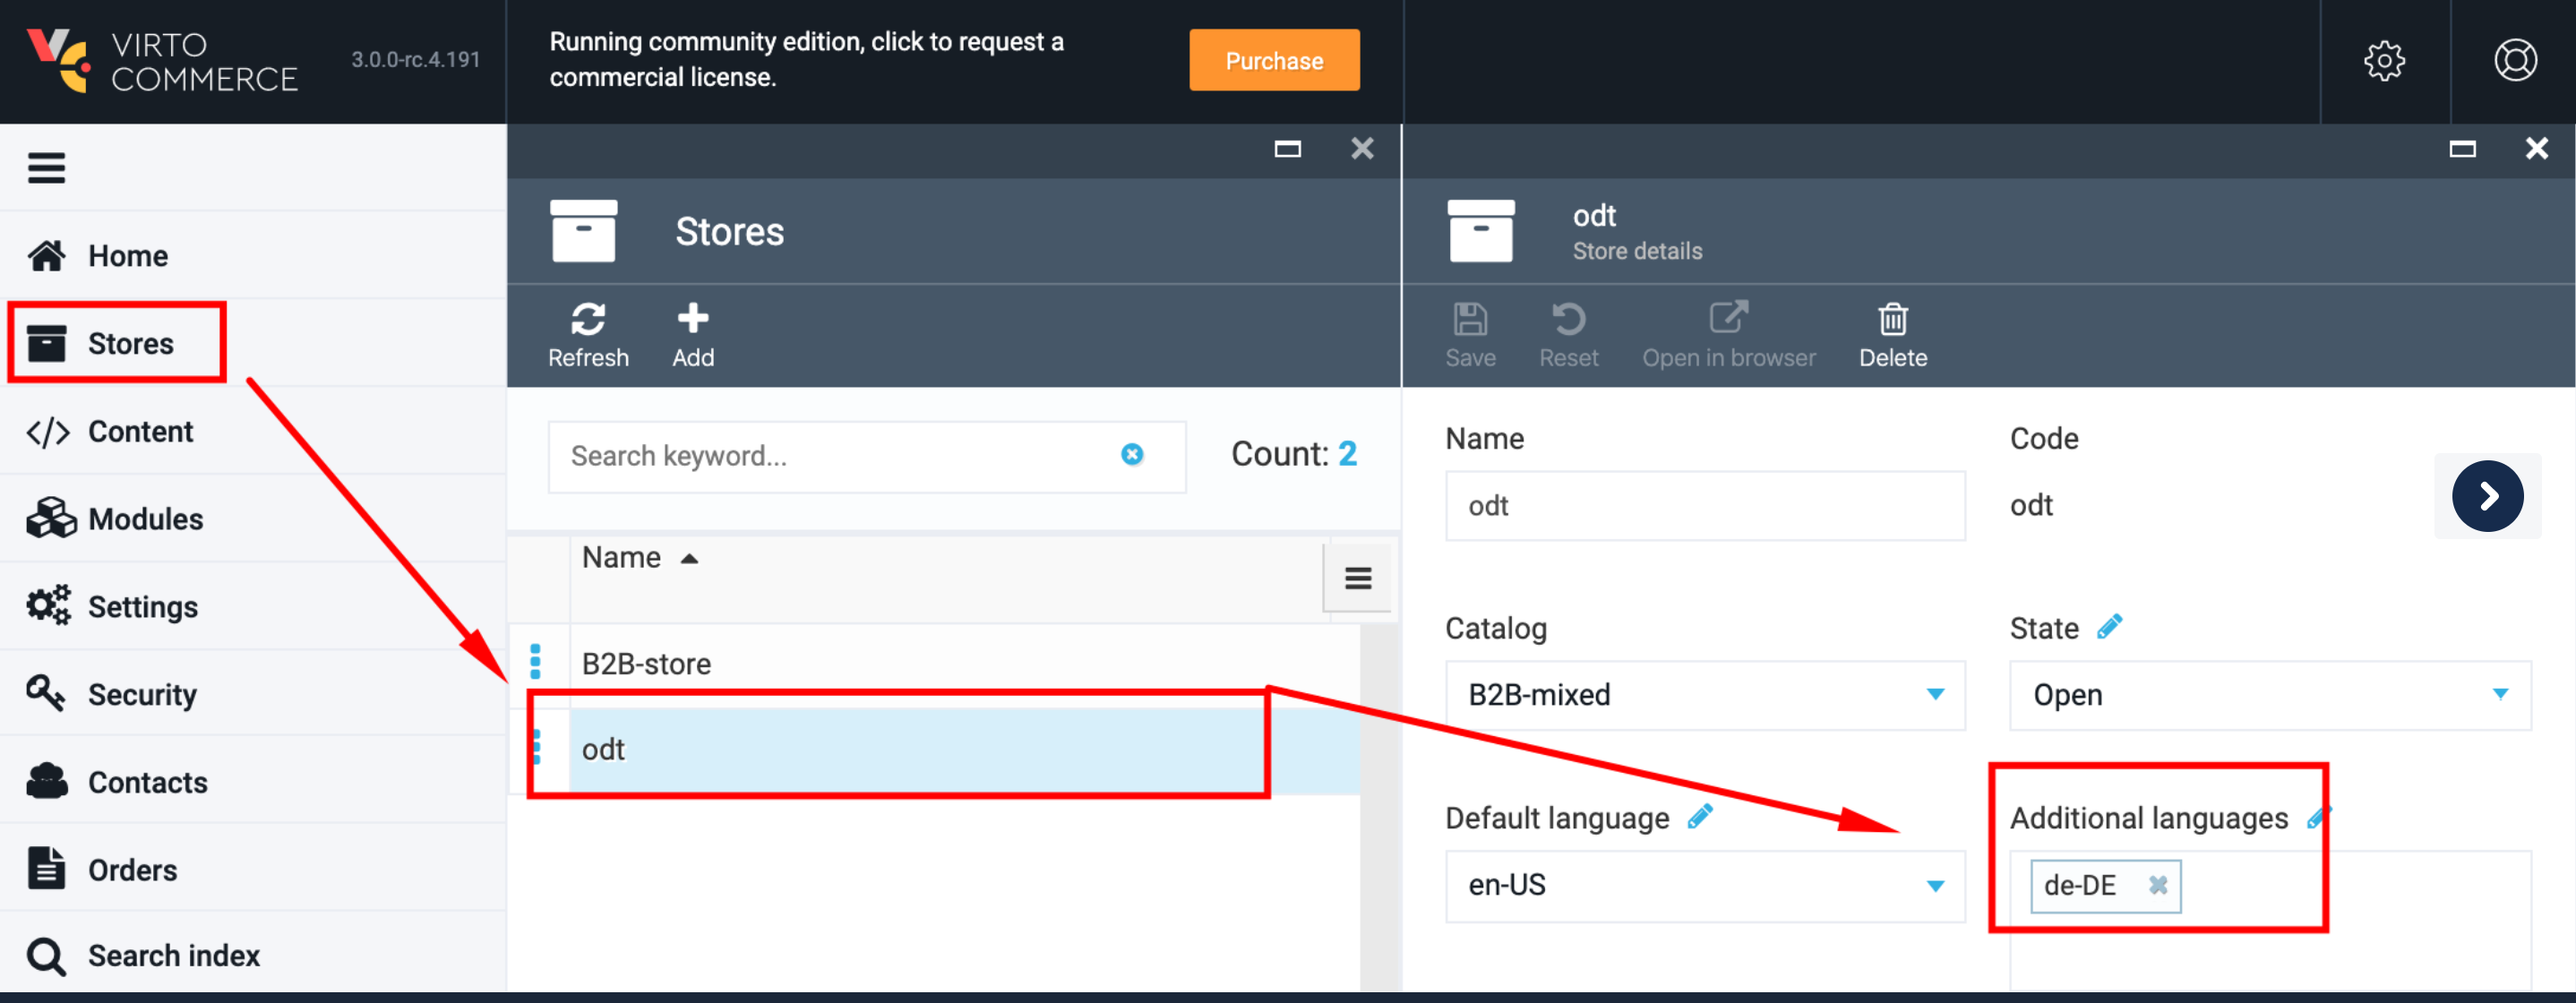 VIRTO
COMMERCE
3.0.0-rc.4.191
Running community edition, click to request a
commercial license.
Purchase
Home
Stores
Content
Modules
Settings
Security
Contacts
Orders
Search index
Stores
Refresh
Add
Search keyword...
Count: 2
Name
B2B-store
odt
odt
Store details
Save
Reset
Open in browser
Delete
Name
Code
odt
odt
Catalog
State
B2B-mixed
Open
Default language
Additional languages
en-US
de-DE